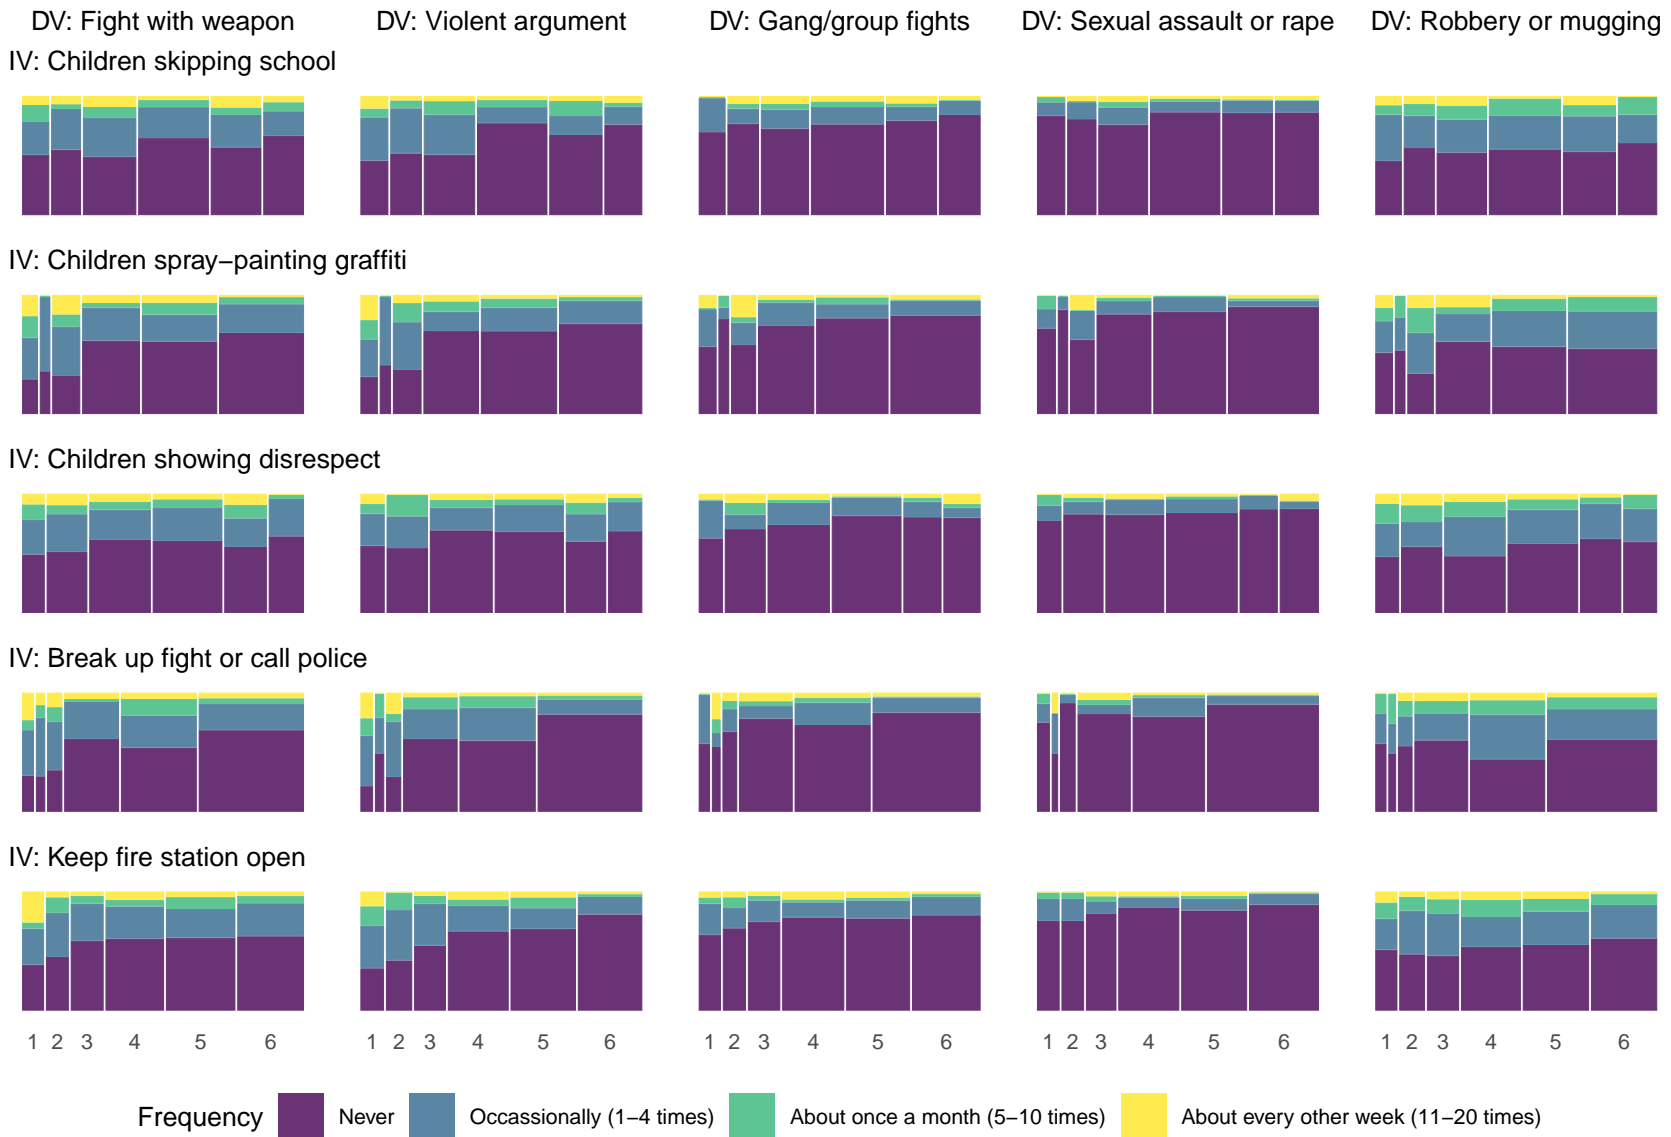 DV: Fight with weapon DV: Violent argument DV: Gang/group fights DV: Sexual assault or rape DV: Robbery or mugging
IV: Children skipping school
IV: Children spray−painting graffiti
IV: Children showing disrespect
IV: Break up fight or call police
IV: Keep fire station open
1 2 3 4 5 6 1 2 3 4 5 6 1 2 3 4 5 6 1 2 3 4 5 6 1 2 3 4 5 6
Frequency Never Occassionally (1−4 times) About once a month (5−10 times) About every other week (11−20 times)